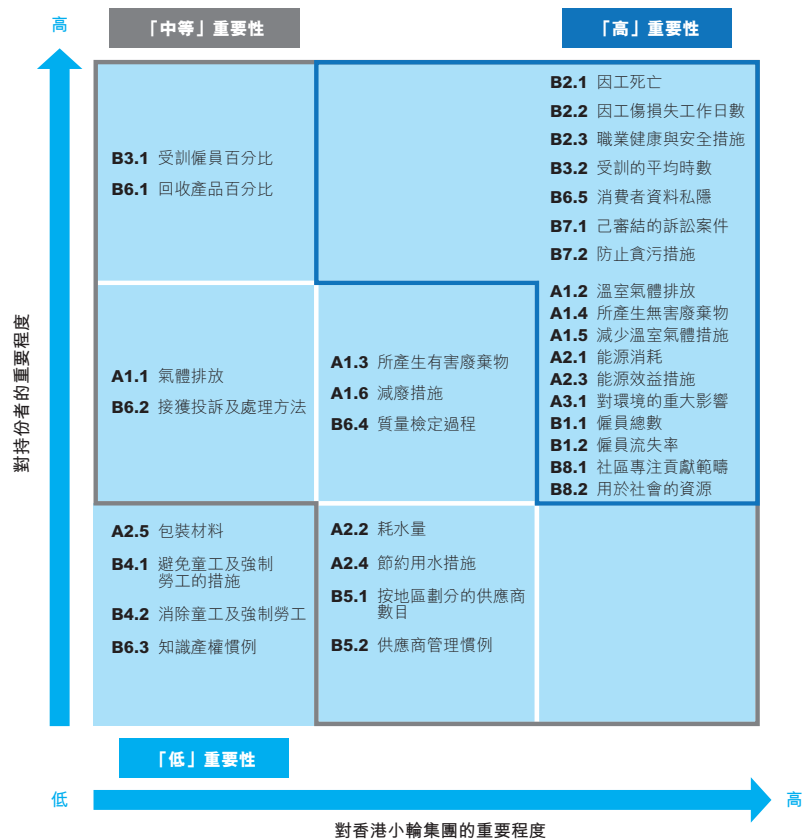 高
「中等」重要性
「高」重要性
B3.1 受訓僱員百分比
B6.1 回收產品百分比
B2.1 因工死亡
B2.2 因工傷損失工作日數
B2.3 職業健康與安全措施
B3.2 受訓的平均時數
B6.5 消費者資料私隱
B7.1 己審結的訴訟案件
B7.2 防止貪污措施
對持份者的重要程度
A1.1 氣體排放
B6.2 接獲投訴及處理方法
A1.3 所產生有害廢棄物
A1.6 減廢措施
B6.4 質量檢定過程
A1.2 溫室氣體排放
A1.4 所產生無害廢棄物
A1.5 減少溫室氣體措施
A2.1 能源消耗
A2.3 能源效益措施
A3.1 對環境的重大影響
B1.1 僱員總數
B1.2 僱員流失率
B8.1 社區專注貢獻範疇
B8.2 用於社會的資源
A2.5 包裝材料
B4.1 避免童工及強制
勞工的措施
B4.2 消除童工及強制勞工
B6.3 知識產權慣例
A2.2 耗水量
A2.4 節約用水措施
B5.1 按地區劃分的供應商
數目
B5.2 供應商管理慣例
「低」重要性
低
高
對香港小輪集團的重要程度